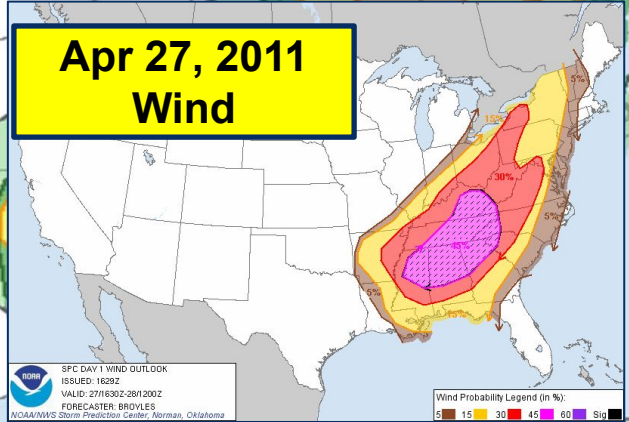 Apr 27, 2011
Wind
5%
15%
30%
5%
45%
5%
15%
NOAA
SPC DAY 1 WIND OUTLOOK
ISSUED: 1629Z
VALID: 27/1630Z-28/1200Z
FORECASTER: BROYLES
NOAA/NWS Storm Prediction Center, Norman, Oklahoma
Wind Probability Legend (in %):
5 15 30 45 60 Sig